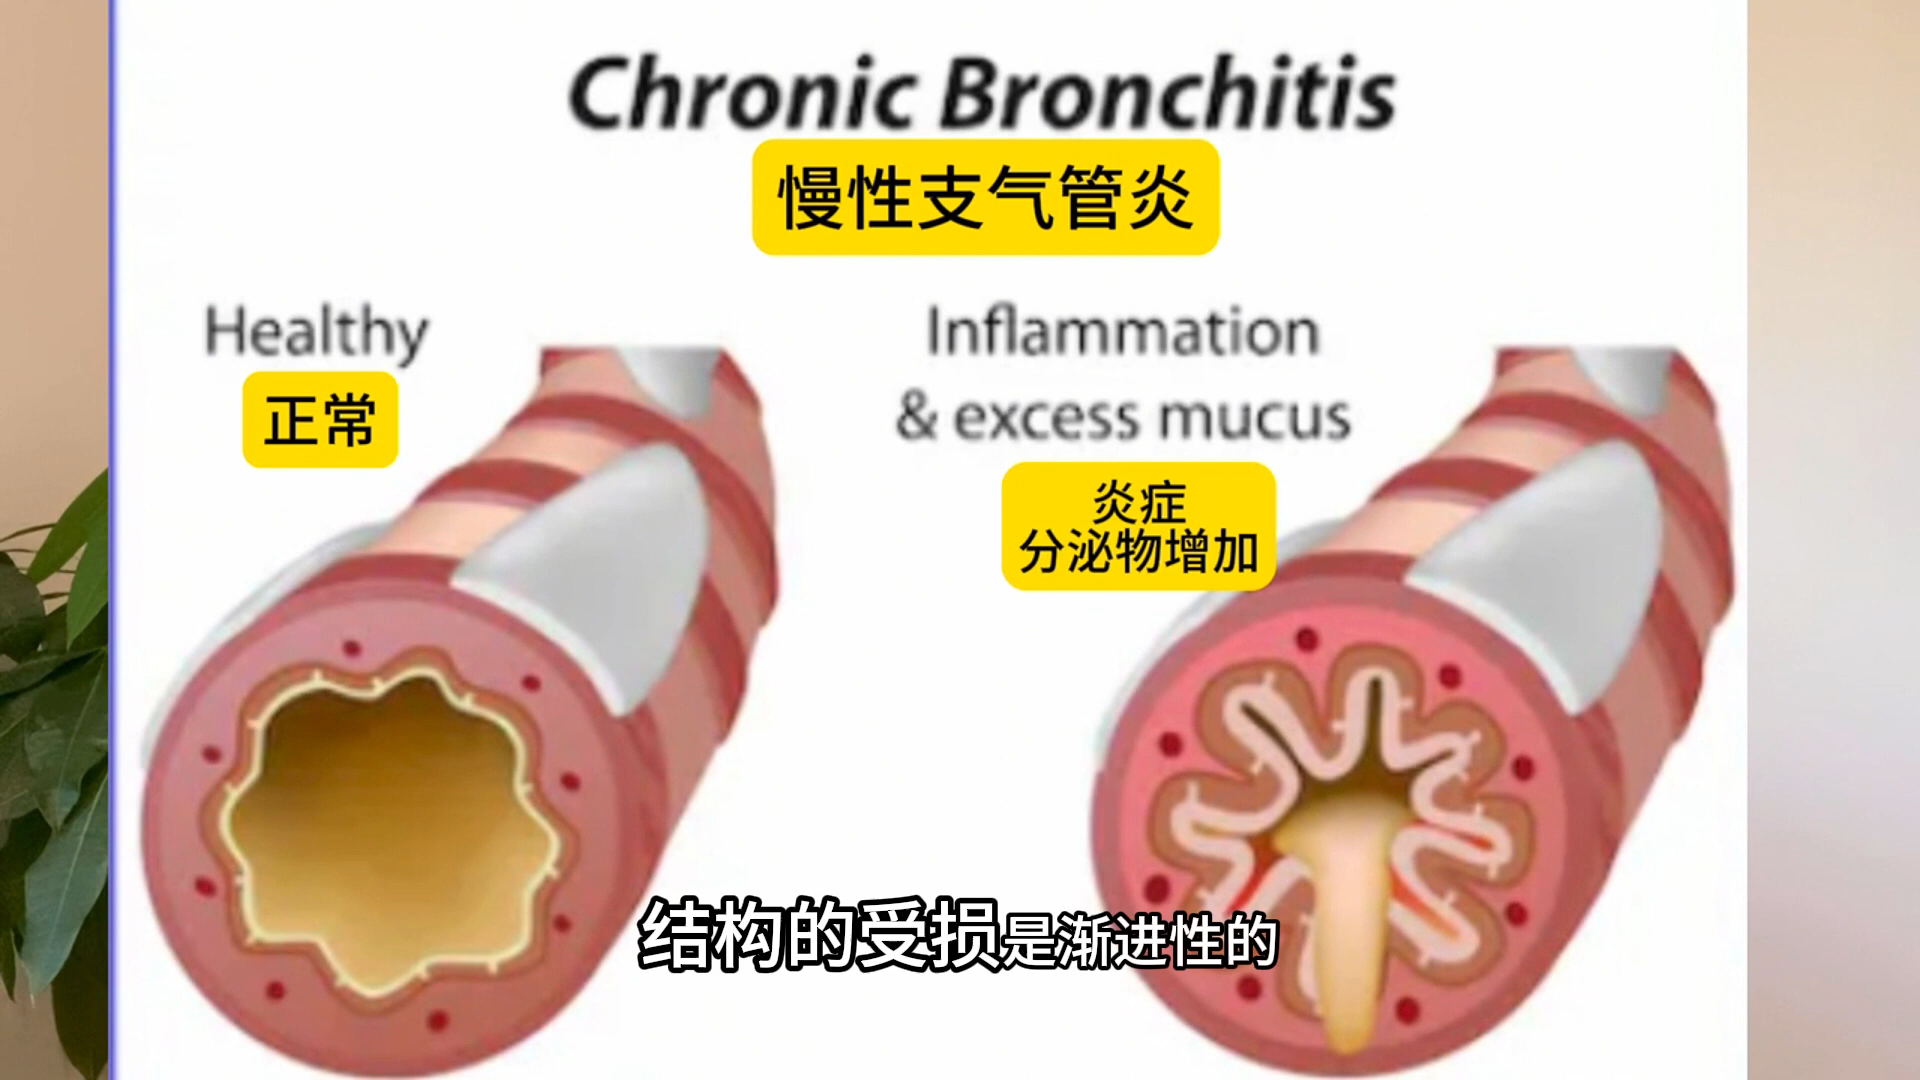 Chronic Bronchitis
慢性支气管炎
Healthy
正常
Inflammation
& excess mucus
炎症
分泌物增加
结构的受损是渐进性的